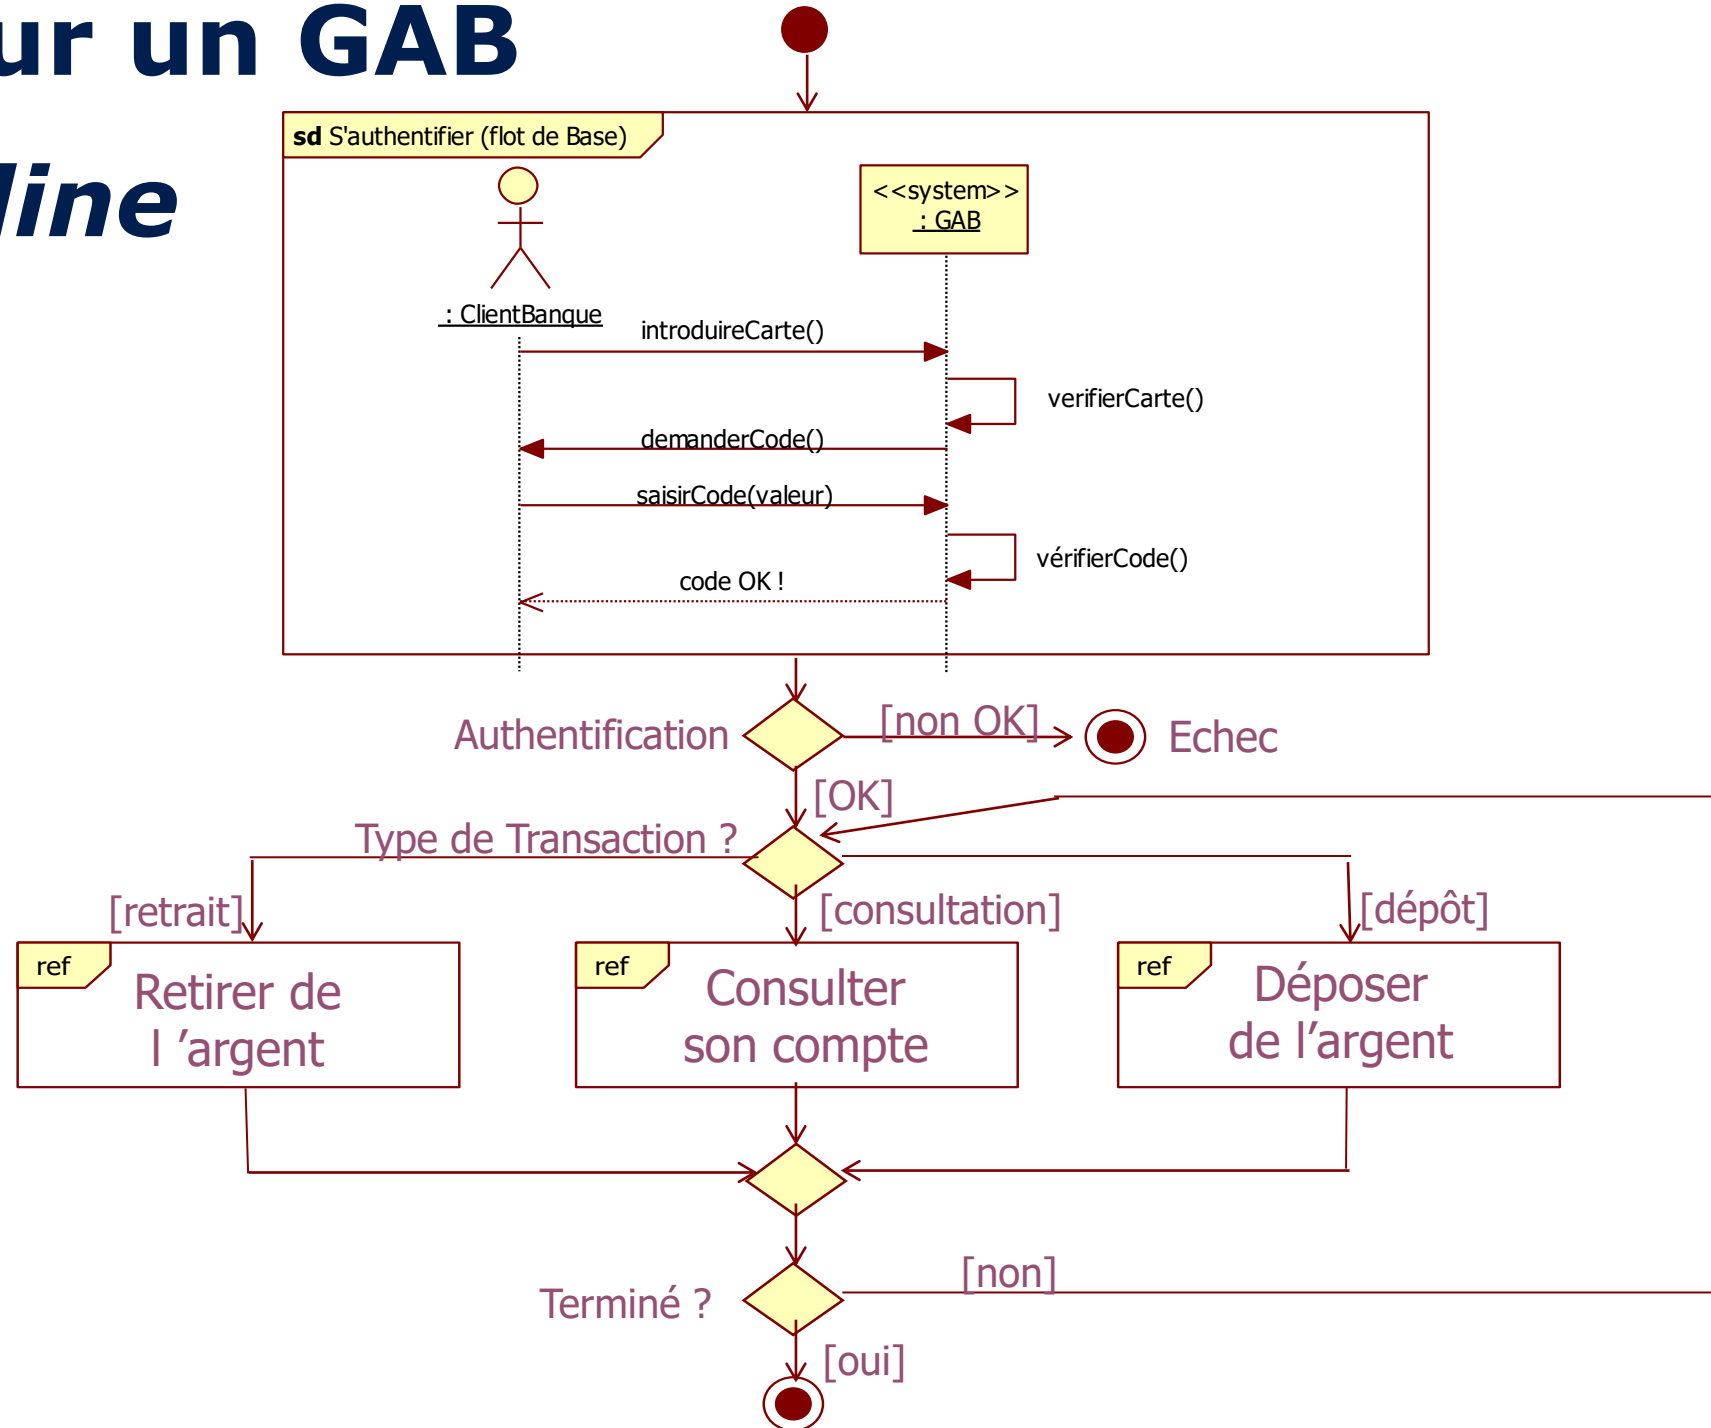 ur un GAB
line
sd S'authentifier (flot de Base)
<<system>>
: GAB
: ClientBanque
introduireCarte()
verifierCarte()
demanderCode()
saisirCode(valeur)
vérifierCode()
code OK !
Authentification
[non OK]
Echec
[OK]
Type de Transaction ?
[retrait]
[consultation]
[dépôt]
ref
Retirer de
l ’argent
ref
Consulter
son compte
ref
Déposer
de l’argent
[non]
Terminé ?
[oui]